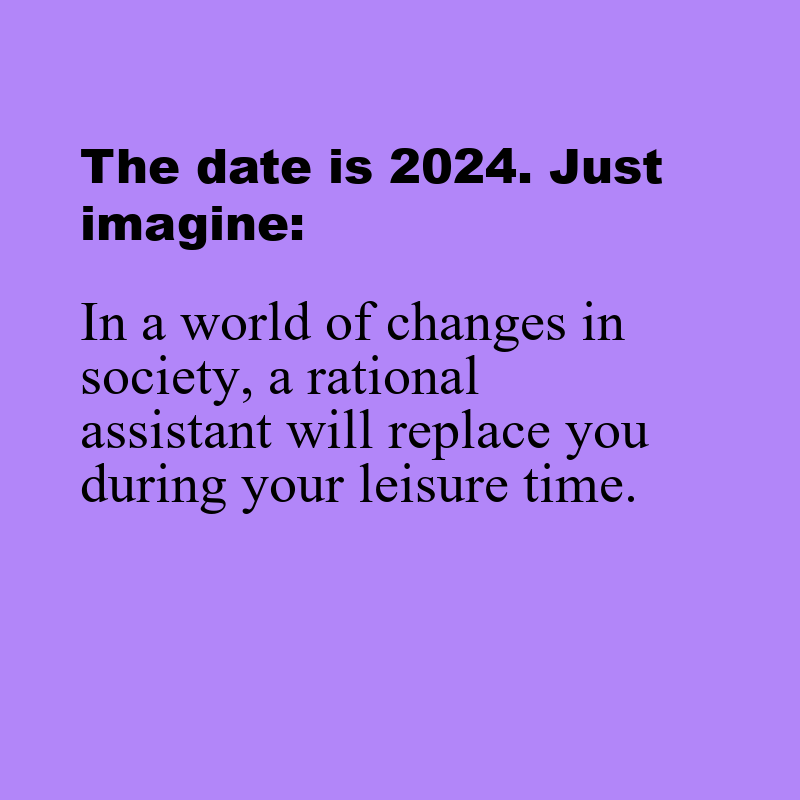 The date is 2024. Just
imagine:
In a world of changes in
society, a rational
assistant will replace you
during your leisure time.